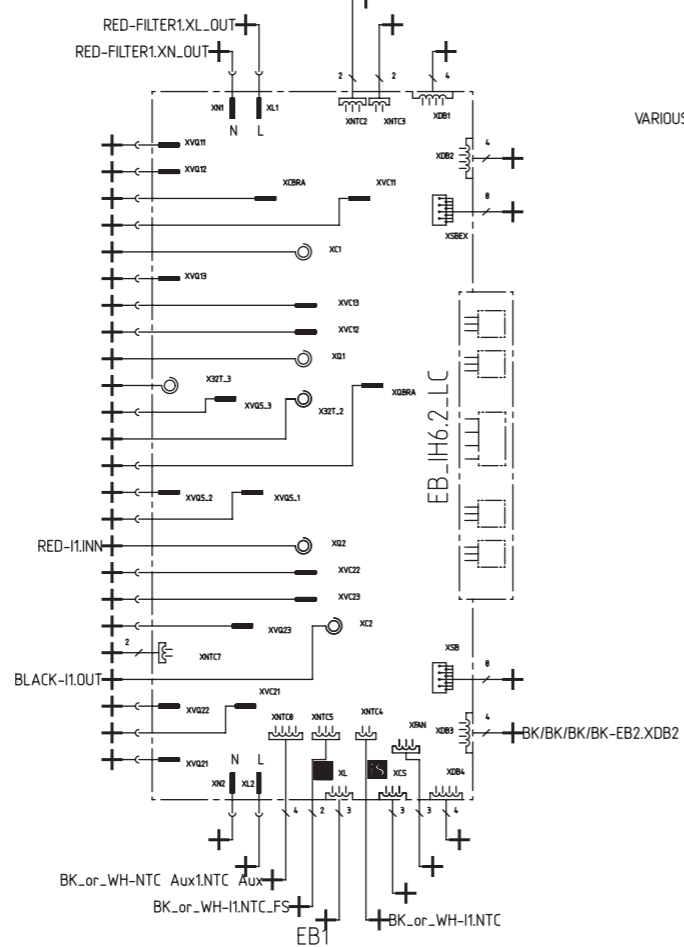 RED-FILTER1.XL_OUT
RED-FILTER1.XN_OUT
2
2
4
XN1
XL1
XNTC2
XNTC3
XDB1
N
L
VARIOUS
XVQ11
XDB2
4
XVQ12
XCBRA
XVC11
8
XSBEX
XC1
XVQ13
XVC13
XVC12
XQ1
X32T_3
XQBRA
XVQS_3
X32T_2
EB_IH6.2_LC
XVQS_2
XVQS_1
RED-I1.INN
XQ2
XVC22
XVC23
XVQ23
XC2
2
XNTC7
XSB
8
BLACK-I1.OUT
XVC21
XVQ22
XNTC8
XNTC5
XNTC4
XFAN
XDB3
4
BK/BK/BK/BK-EB2.XDB2
XVQ21
N
L
XN2
XL2
XL
XCS
XDB4
4
2
3
3
3
4
BK_or_WH-NTC Aux1.NTC Aux
BK_or_WH-I1.NTC_FS
BK_or_WH-I1.NTC
EB1